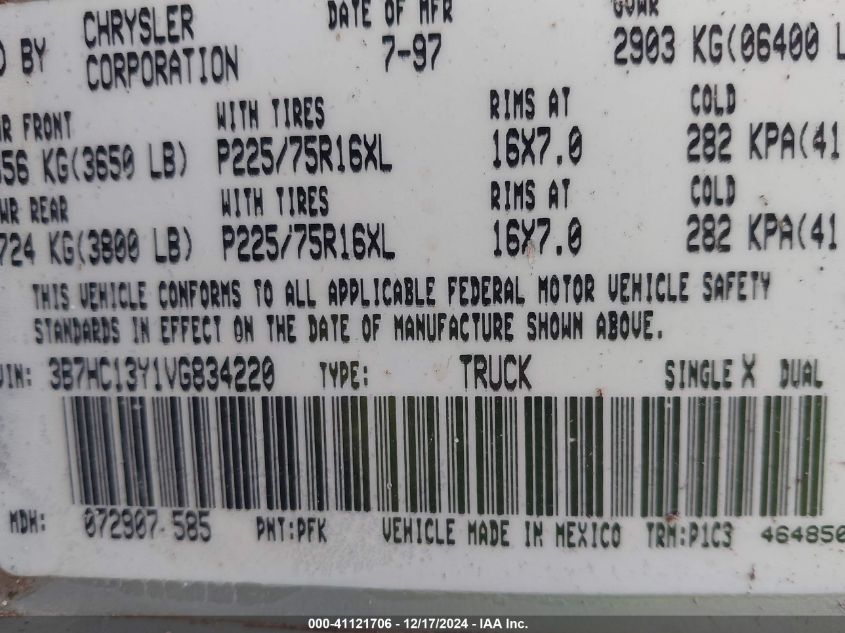 D BY CHRYSLER CORPORATION DATE OF MFR 7-97 GVWR 2903 KG(06400 L
R FRONT WITH TIRES RIMS AT COLD
56 KG(3650 LB) P225/75R16XL 16X7.0 282 KPA(41
WR REAR WITH TIRES RIMS AT COLD
724 KG(3800 LB) P225/75R16XL 16X7.0 282 KPA(41
THIS VEHICLE CONFORMS TO ALL APPLICABLE FEDERAL MOTOR VEHICLE SAFETY
STANDARDS IN EFFECT ON THE DATE OF MANUFACTURE SHOWN ABOVE.
VIN: 3B7HC13Y1VG834220 TYPE: TRUCK SINGLE X DUAL
MDH: 072907 585 PNT:PFK VEHICLE MADE IN MEXICO TRM:P1C3 464850
000-41121706 – 12/17/2024 – IAA Inc.